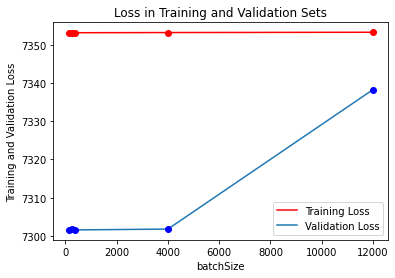 Loss in Training and Validation Sets
Training and Validation Loss
7350
7340
7330
7320
7310
7300
Training Loss
Validation Loss
0 2000 4000 6000 8000 10000 12000
batchSize